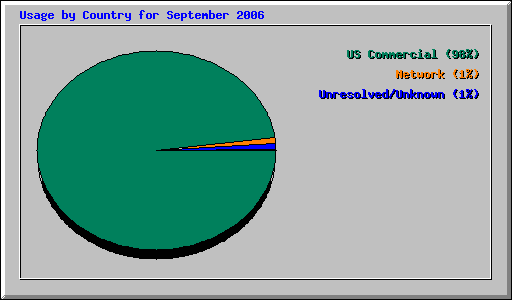 Usage by Country for September 2006
US Commercial (98%)
Network (1%)
Unresolved/Unknown (1%)